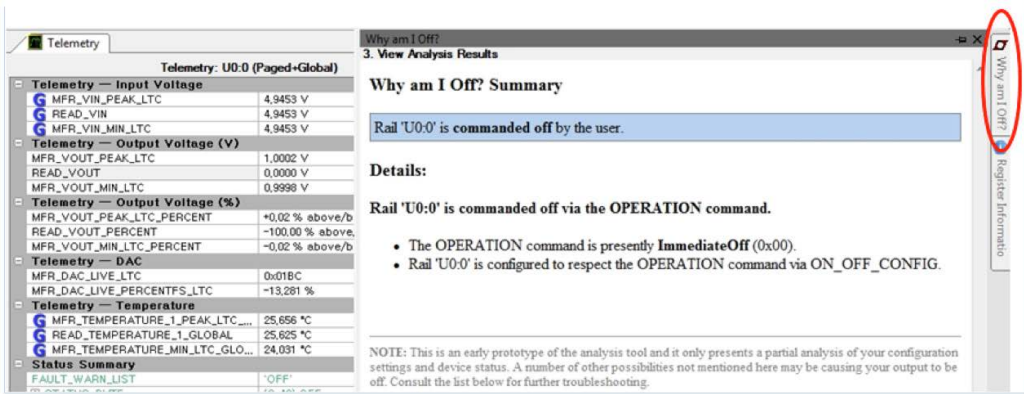 Telemetry
Telemetry: U0:0 (Paged+Global)
Telemetry — Input Voltage
G MFR_VIN_PEAK_LTC 4,9453 V
G READ_VIN 4,9453 V
G MFR_VIN_MIN_LTC 4,9453 V
Telemetry — Output Voltage (V)
MFR_VOUT_PEAK_LTC 1,0002 V
READ_VOUT 0,0000 V
MFR_VOUT_MIN_LTC 0,9998 V
Telemetry — Output Voltage (%)
MFR_VOUT_PEAK_LTC_PERCENT +0,02 % above/b
READ_VOUT_PERCENT -100,00 % above,
MFR_VOUT_MIN_LTC_PERCENT -0,02 % above/b
Telemetry — DAC
MFR_DAC_LIVE_LTC 0x01BC
MFR_DAC_LIVE_PERCENTFS_LTC -13,281 %
Telemetry — Temperature
G MFR_TEMPERATURE_1_PEAK_LTC_... 25,656 °C
G READ_TEMPERATURE_1_GLOBAL 25,625 °C
G MFR_TEMPERATURE_MIN_LTC_GLO... 24,031 °C
Status Summary
FAULT_WARN_LIST 'OFF'
Why am I Off?
3. View Analysis Results
Why am I Off? Summary
Rail 'U0:0' is commanded off by the user.
Details:
Rail 'U0:0' is commanded off via the OPERATION command.
• The OPERATION command is presently ImmediateOff (0x00).
• Rail 'U0:0' is configured to respect the OPERATION command via ON_OFF_CONFIG.
NOTE: This is an early prototype of the analysis tool and it only presents a partial analysis of your configuration
settings and device status. A number of other possibilities not mentioned here may be causing your output to be
off. Consult the list below for further troubleshooting.
Why am I Off?
Register Informatio